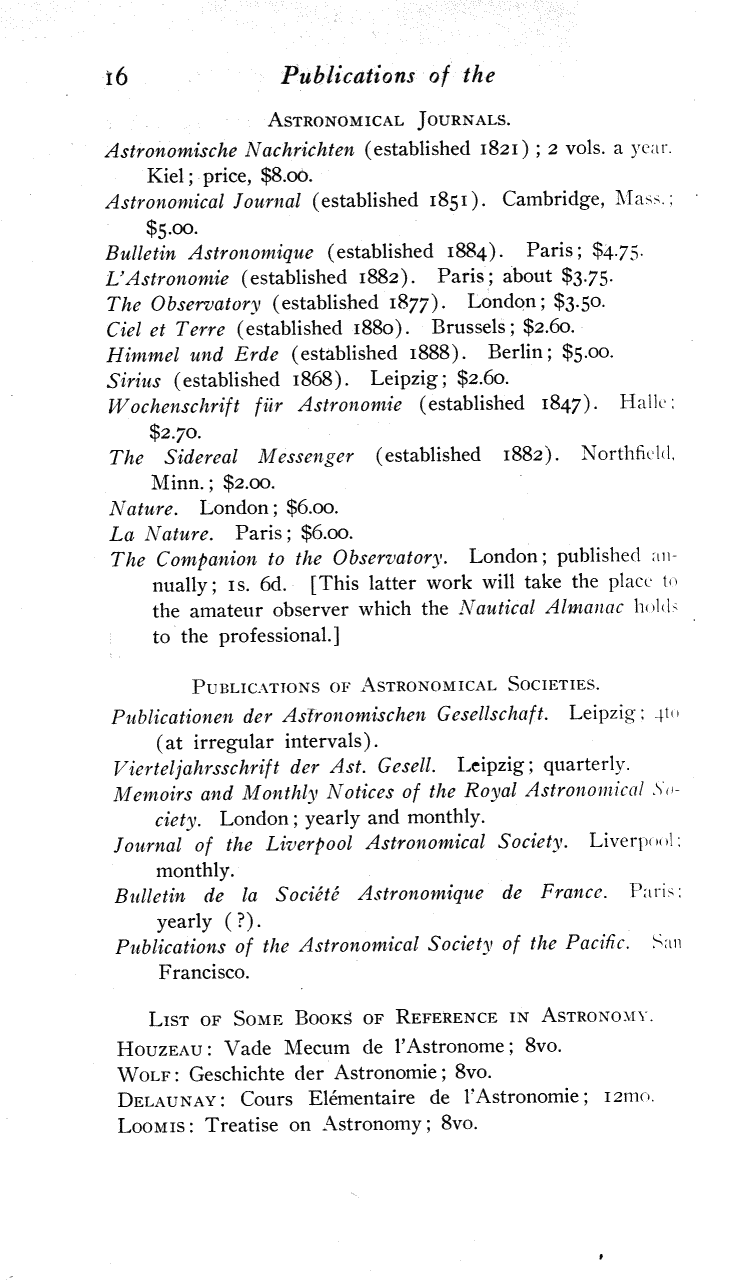 16 Publications of the
ASTRONOMICAL JOURNALS.
Astronomische Nachrichten (established 1821) ; 2 vols. a year.
Kiel ; price, $8.00.
Astronomical Journal (established 1851). Cambridge, Mass. ;
$5.00.
Bulletin Astronomique (established 1884). Paris ; $4.75.
L'Astronomie (established 1882). Paris ; about $3.75.
The Observatory (established 1877). London ; $3.50.
Ciel et Terre (established 1880). Brussels ; $2.60.
Himmel und Erde (established 1888). Berlin ; $5.00.
Sirius (established 1868). Leipzig ; $2.60.
Wochenschrift für Astronomie (established 1847). Halle ;
$2.70.
The Sidereal Messenger (established 1882). Northfield,
Minn. ; $2.00.
Nature. London ; $6.00.
La Nature. Paris ; $6.00.
The Companion to the Observatory. London ; published an-
nually ; 1s. 6d. [This latter work will take the place to
the amateur observer which the Nautical Almanac holds
to the professional.]
PUBLICATIONS OF ASTRONOMICAL SOCIETIES.
Publicationen der Astronomischen Gesellschaft. Leipzig ; 4to
(at irregular intervals).
Vierteljahrsschrift der Ast. Gesell. Leipzig ; quarterly.
Memoirs and Monthly Notices of the Royal Astronomical So-
ciety. London ; yearly and monthly.
Journal of the Liverpool Astronomical Society. Liverpool ;
monthly.
Bulletin de la Société Astronomique de France. Paris ;
yearly (?).
Publications of the Astronomical Society of the Pacific. San
Francisco.
LIST OF SOME BOOKS OF REFERENCE IN ASTRONOMY.
HOUZEAU : Vade Mecum de l'Astronome ; 8vo.
WOLF : Geschichte der Astronomie ; 8vo.
DELAUNAY : Cours Elémentaire de l'Astronomie ; 12mo.
LOOMIS : Treatise on Astronomy ; 8vo.